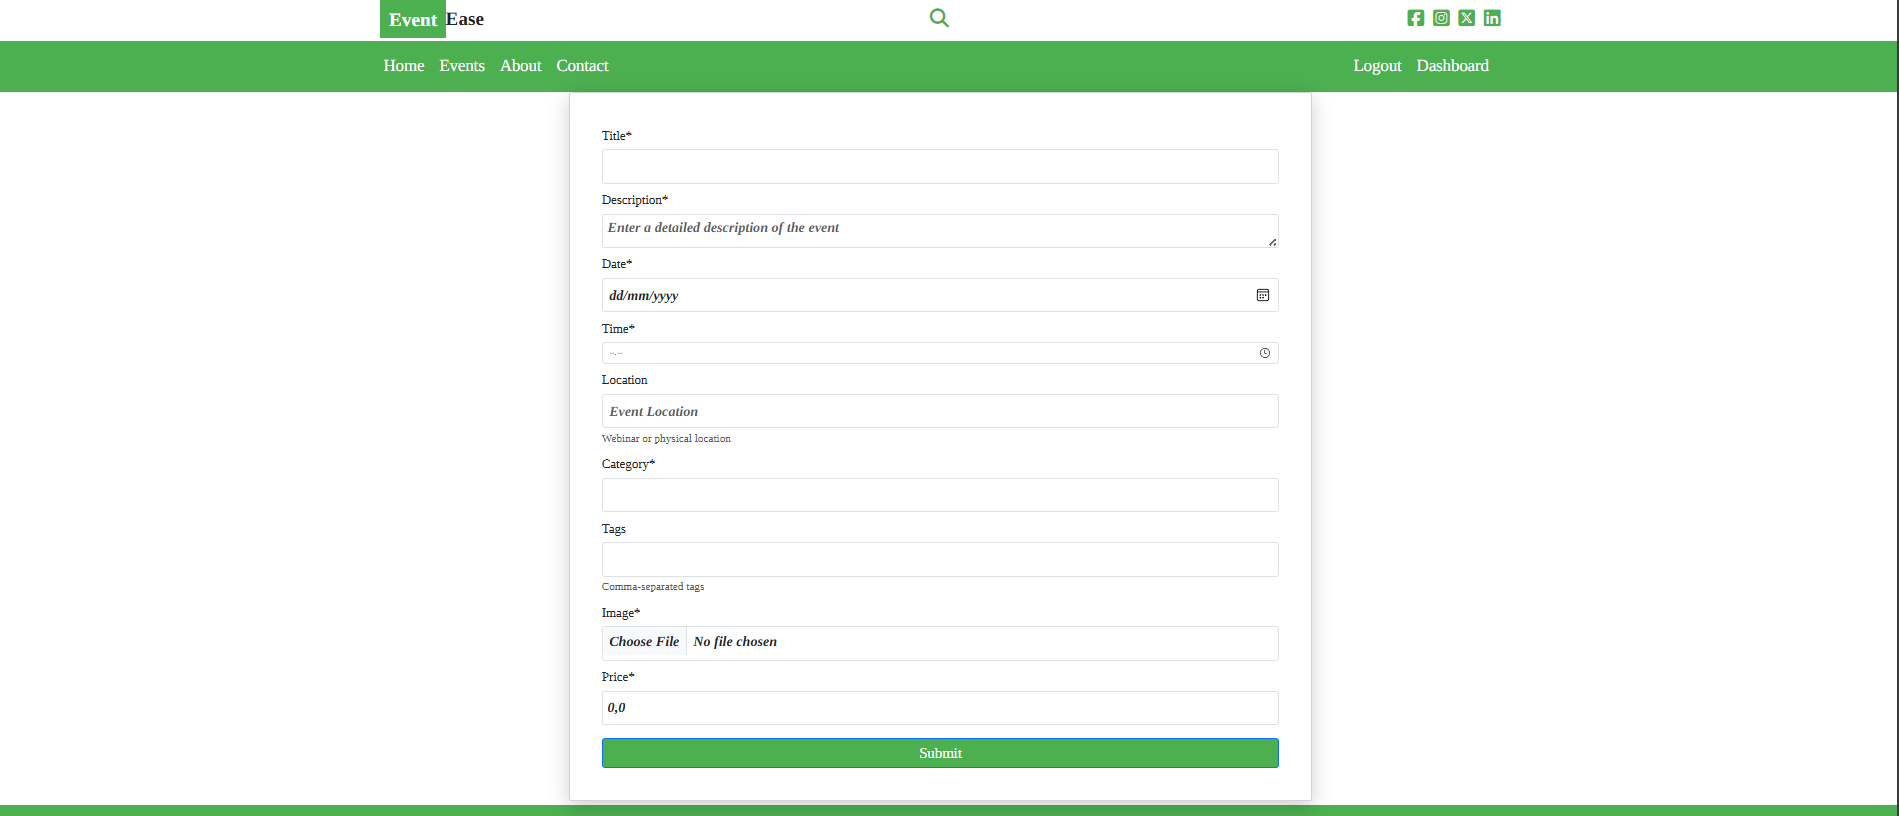 Event Ease
Home Events About Contact Logout Dashboard
Title*
Description*
Enter a detailed description of the event
Date*
dd/mm/yyyy
Time*
--:--
Location
Event Location
Webinar or physical location
Category*
Tags
Comma-separated tags
Image*
Choose File No file chosen
Price*
0,0
Submit